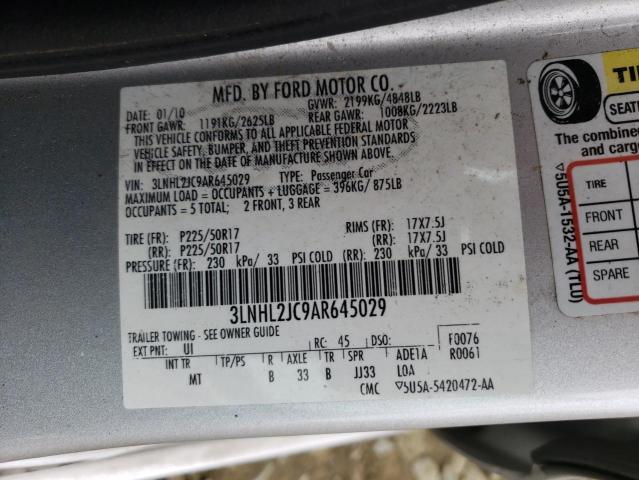 MFD. BY FORD MOTOR CO.
DATE: 01/10 GVWR: 2199KG/4848LB
FRONT GAWR: 1191KG/2625LB REAR GAWR: 1008KG/2223LB
THIS VEHICLE CONFORMS TO ALL APPLICABLE FEDERAL MOTOR
VEHICLE SAFETY, BUMPER, AND THEFT PREVENTION STANDARDS
IN EFFECT ON THE DATE OF MANUFACTURE SHOWN ABOVE.
VIN: 3LNHL2JC9AR645029 TYPE: Passenger Car
MAXIMUM LOAD = OCCUPANTS + LUGGAGE = 396KG/875LB
OCCUPANTS = 5 TOTAL; 2 FRONT, 3 REAR
TIRE (FR): P225/50R17 RIMS (FR): 17X7.5J
(RR): P225/50R17 (RR): 17X7.5J
PRESSURE (FR): 230 kPa/ 33 PSI COLD (RR): 230 kPa/ 33 PSI COLD
3LNHL2JC9AR645029
TRAILER TOWING - SEE OWNER GUIDE
EXT PNT: UI RC: 45 DSO: F0076
INT TR TP/PS R AXLE TR SPR ADE1A R0061
MT B 33 B JJ33 LOA
CMC ▽5U5A-5420472-AA
TI
SEAT
The combine
and cargo
TIRE
FRONT
REAR
SPARE
▽5U5A-1532-AA (TLU)